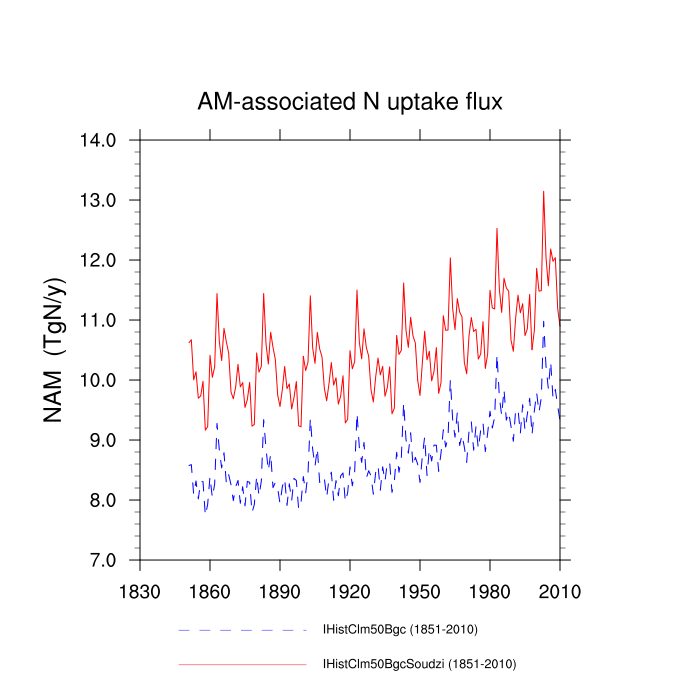 AM-associated N uptake flux
14.0
13.0
12.0
11.0
10.0
9.0
8.0
7.0
NAM (TgN/y)
1830 1860 1890 1920 1950 1980 2010
IHistClm50Bgc (1851-2010)
IHistClm50BgcSoudzi (1851-2010)